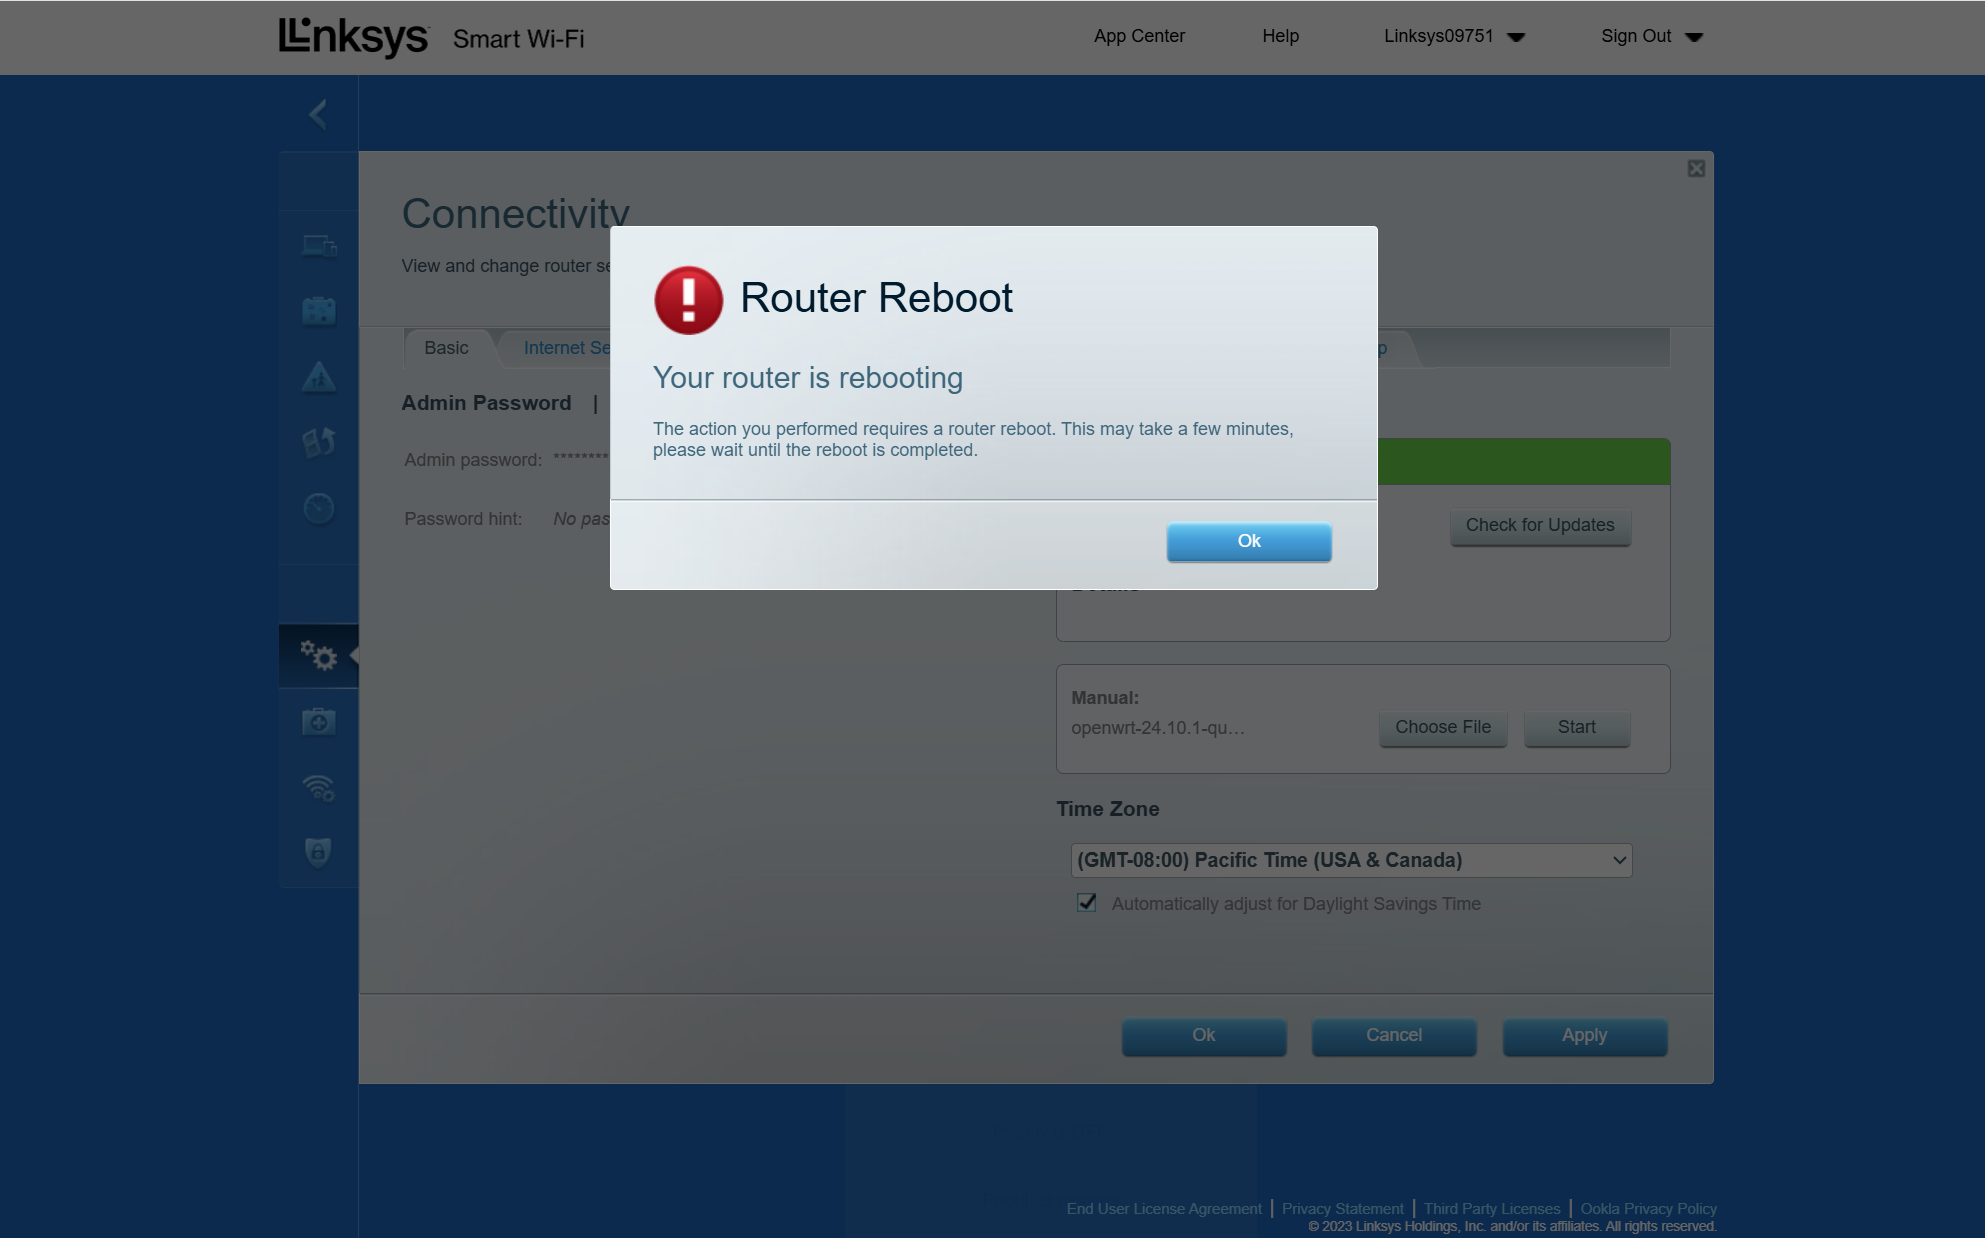 Linksys Smart Wi-Fi
App Center
Help
Linksys09751
Sign Out
Connectivity
View and change router se
Router Reboot
Your router is rebooting
The action you performed requires a router reboot. This may take a few minutes,
please wait until the reboot is completed.
Ok
Basic
Internet Se
p
Admin Password |
Admin password: ********
Password hint: No pas
Check for Updates
Manual:
openwrt-24.10.1-qu...
Choose File
Start
Time Zone
(GMT-08:00) Pacific Time (USA & Canada)
Automatically adjust for Daylight Savings Time
Ok
Cancel
Apply
End User License Agreement | Privacy Statement | Third Party Licenses | Ookla Privacy Policy
© 2023 Linksys Holdings, Inc. and/or its affiliates. All rights reserved.